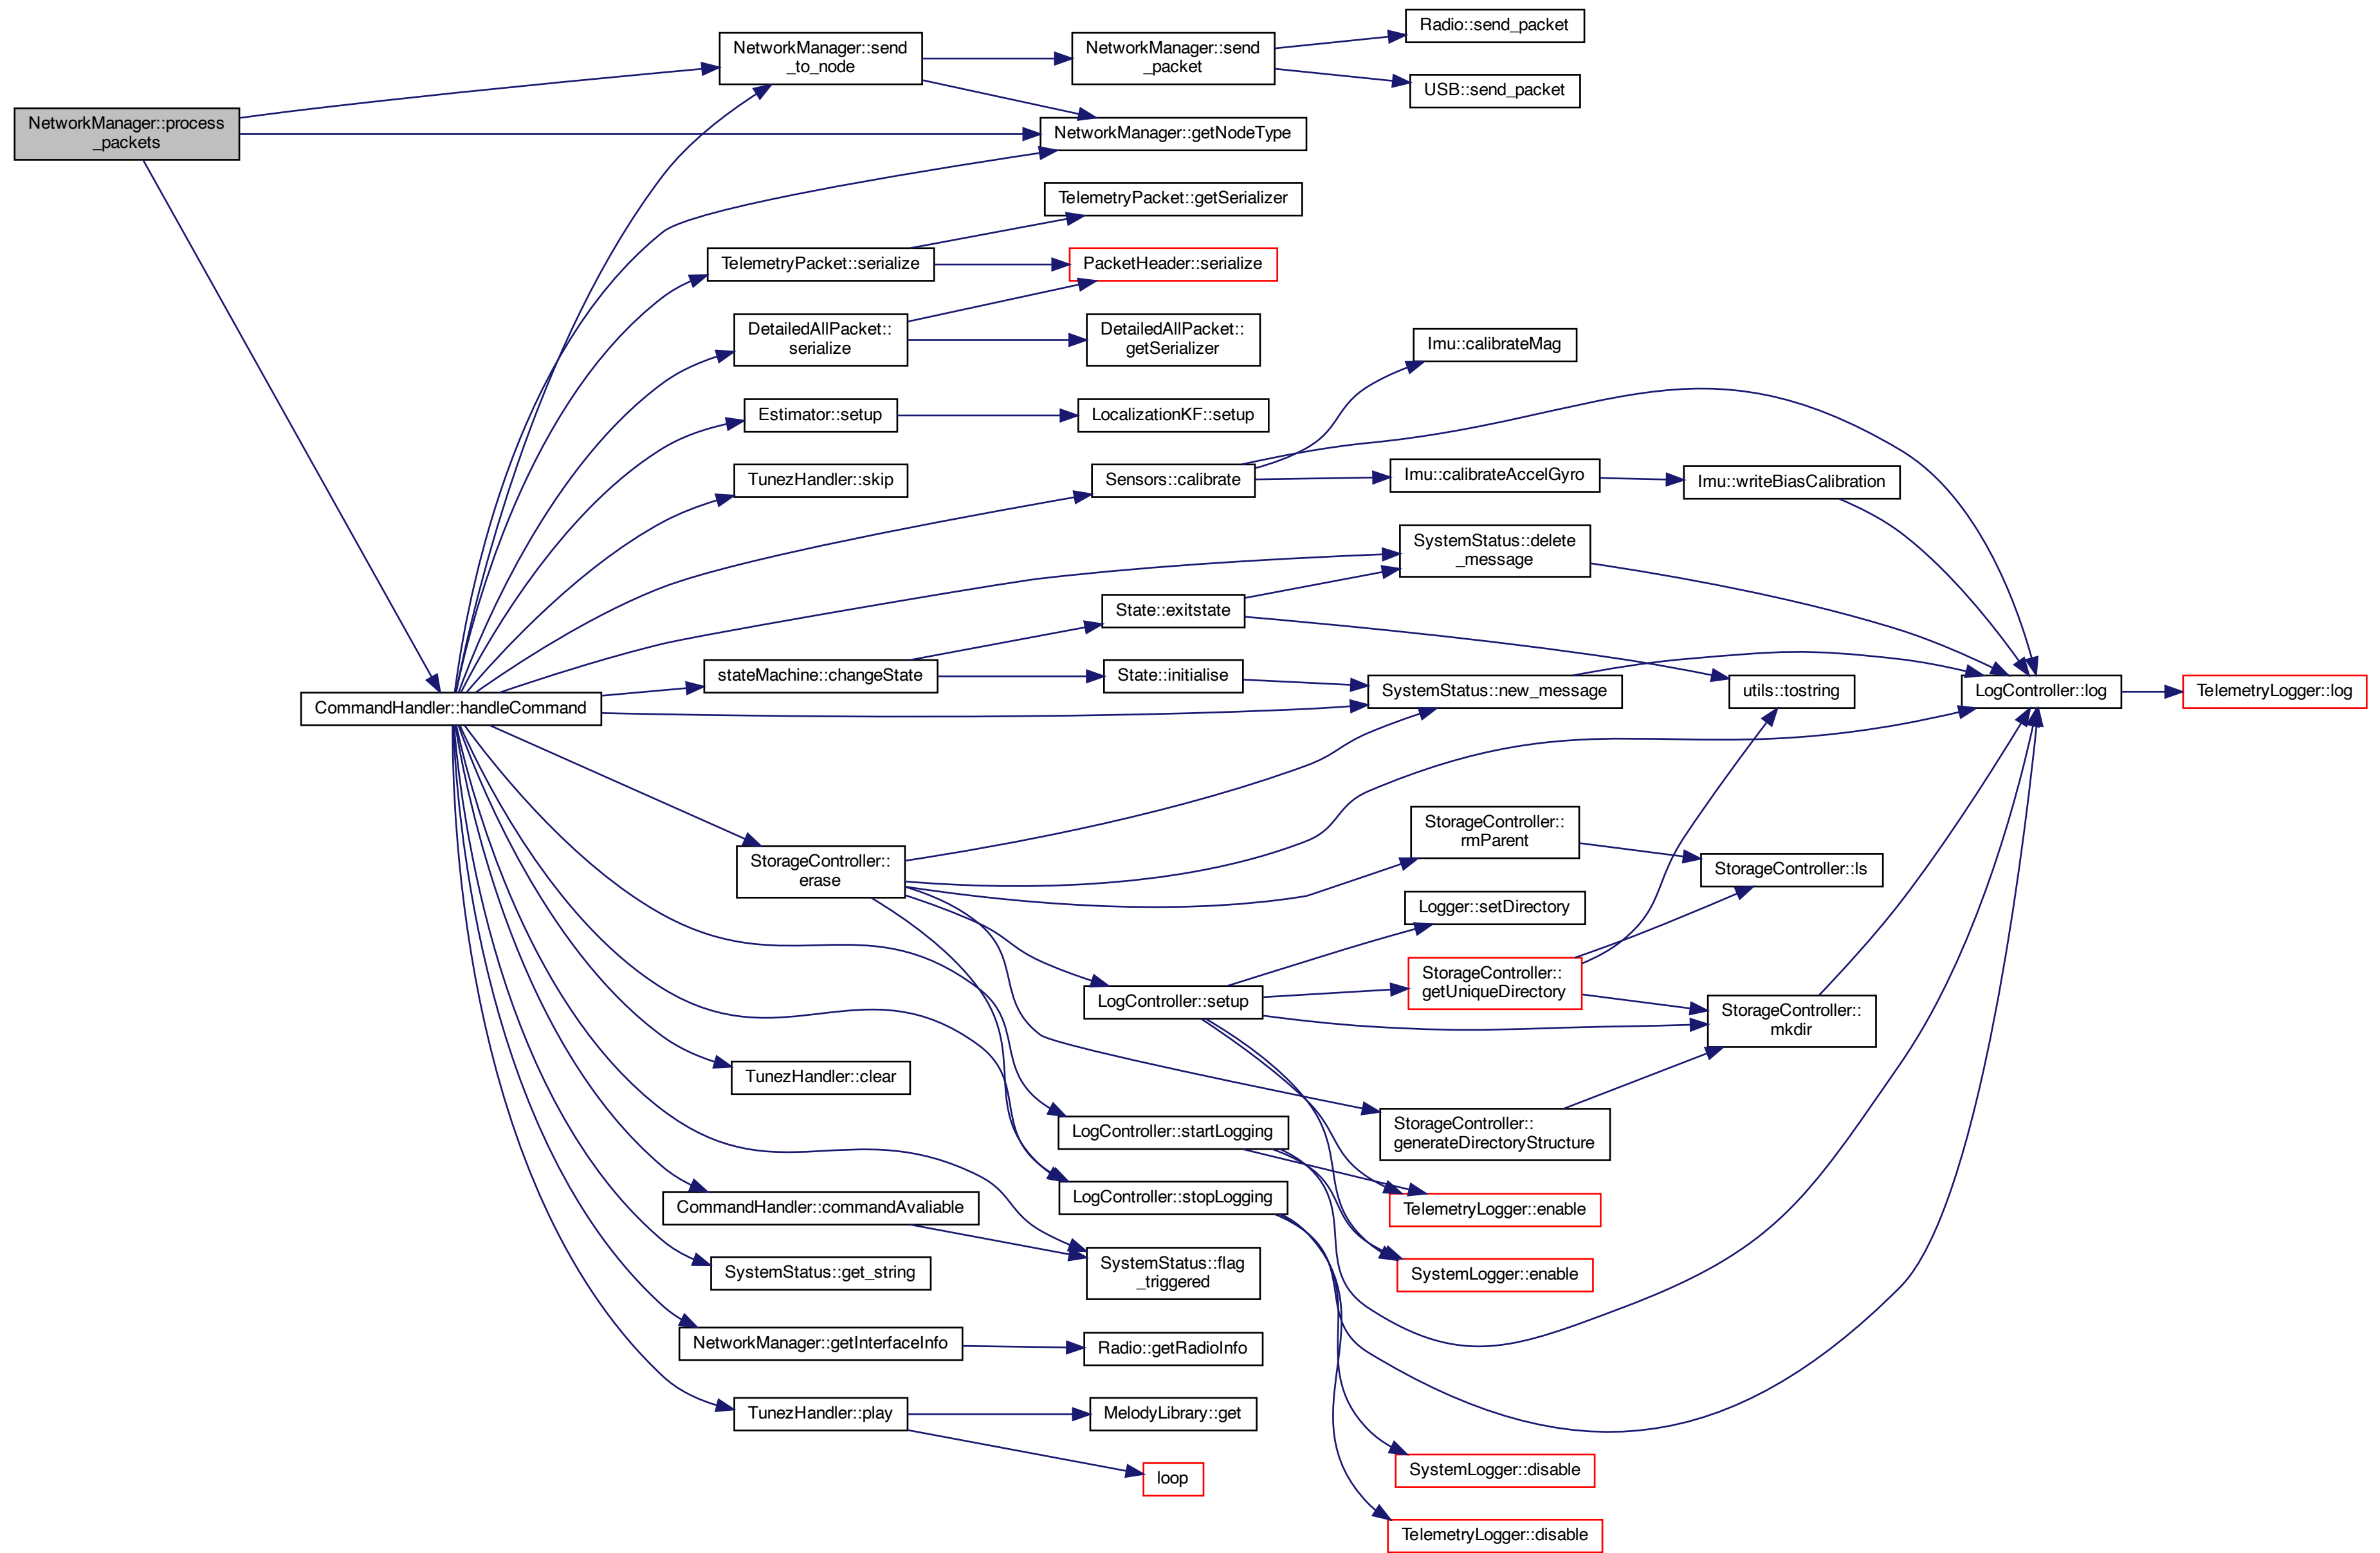 NetworkManager::process
_packets
NetworkManager::send
_to_node
NetworkManager::send
_packet
Radio::send_packet
USB::send_packet
NetworkManager::getNodeType
TelemetryPacket::getSerializer
TelemetryPacket::serialize
PacketHeader::serialize
DetailedAllPacket::
serialize
DetailedAllPacket::
getSerializer
Estimator::setup
LocalizationKF::setup
TunezHandler::skip
Sensors::calibrate
Imu::calibrateMag
Imu::calibrateAccelGyro
Imu::writeBiasCalibration
SystemStatus::delete
_message
State::exitstate
stateMachine::changeState
State::initialise
SystemStatus::new_message
utils::tostring
LogController::log
TelemetryLogger::log
CommandHandler::handleCommand
StorageController::
erase
StorageController::
rmParent
StorageController::ls
Logger::setDirectory
LogController::setup
StorageController::
getUniqueDirectory
StorageController::
mkdir
TunezHandler::clear
LogController::startLogging
StorageController::
generateDirectoryStructure
CommandHandler::commandAvaliable
LogController::stopLogging
TelemetryLogger::enable
SystemStatus::get_string
SystemStatus::flag
_triggered
SystemLogger::enable
NetworkManager::getInterfaceInfo
Radio::getRadioInfo
TunezHandler::play
MelodyLibrary::get
loop
SystemLogger::disable
TelemetryLogger::disable